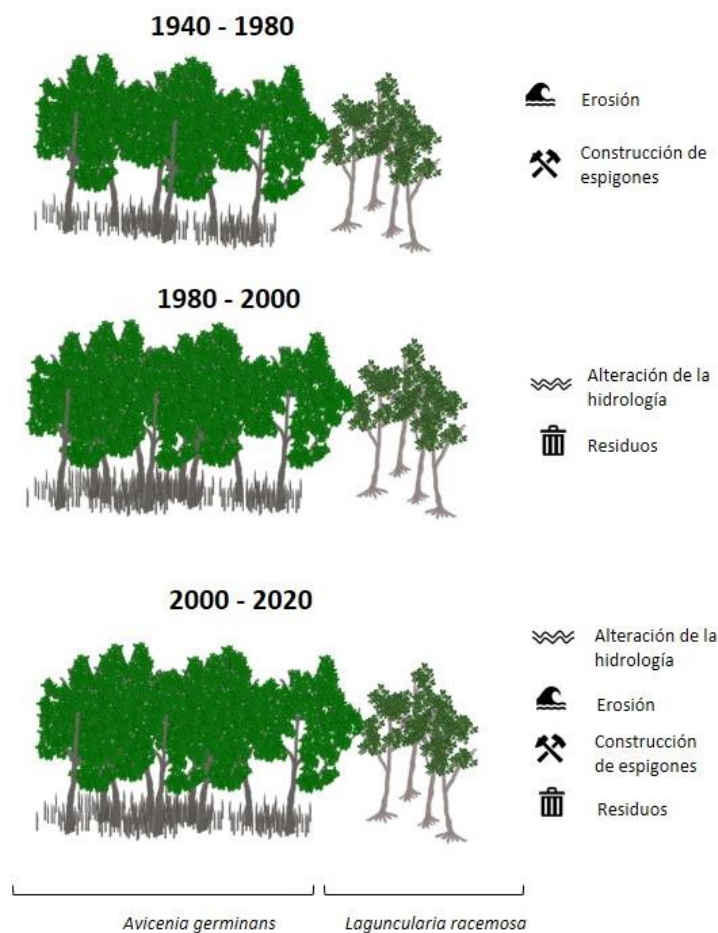 1940 - 1980
Erosión
Construcción de
espigones
1980 - 2000
Alteración de la
hidrología
Residuos
2000 - 2020
Alteración de la
hidrología
Erosión
Construcción
de espigones
Residuos
Avicenia germinans
Laguncularia racemosa